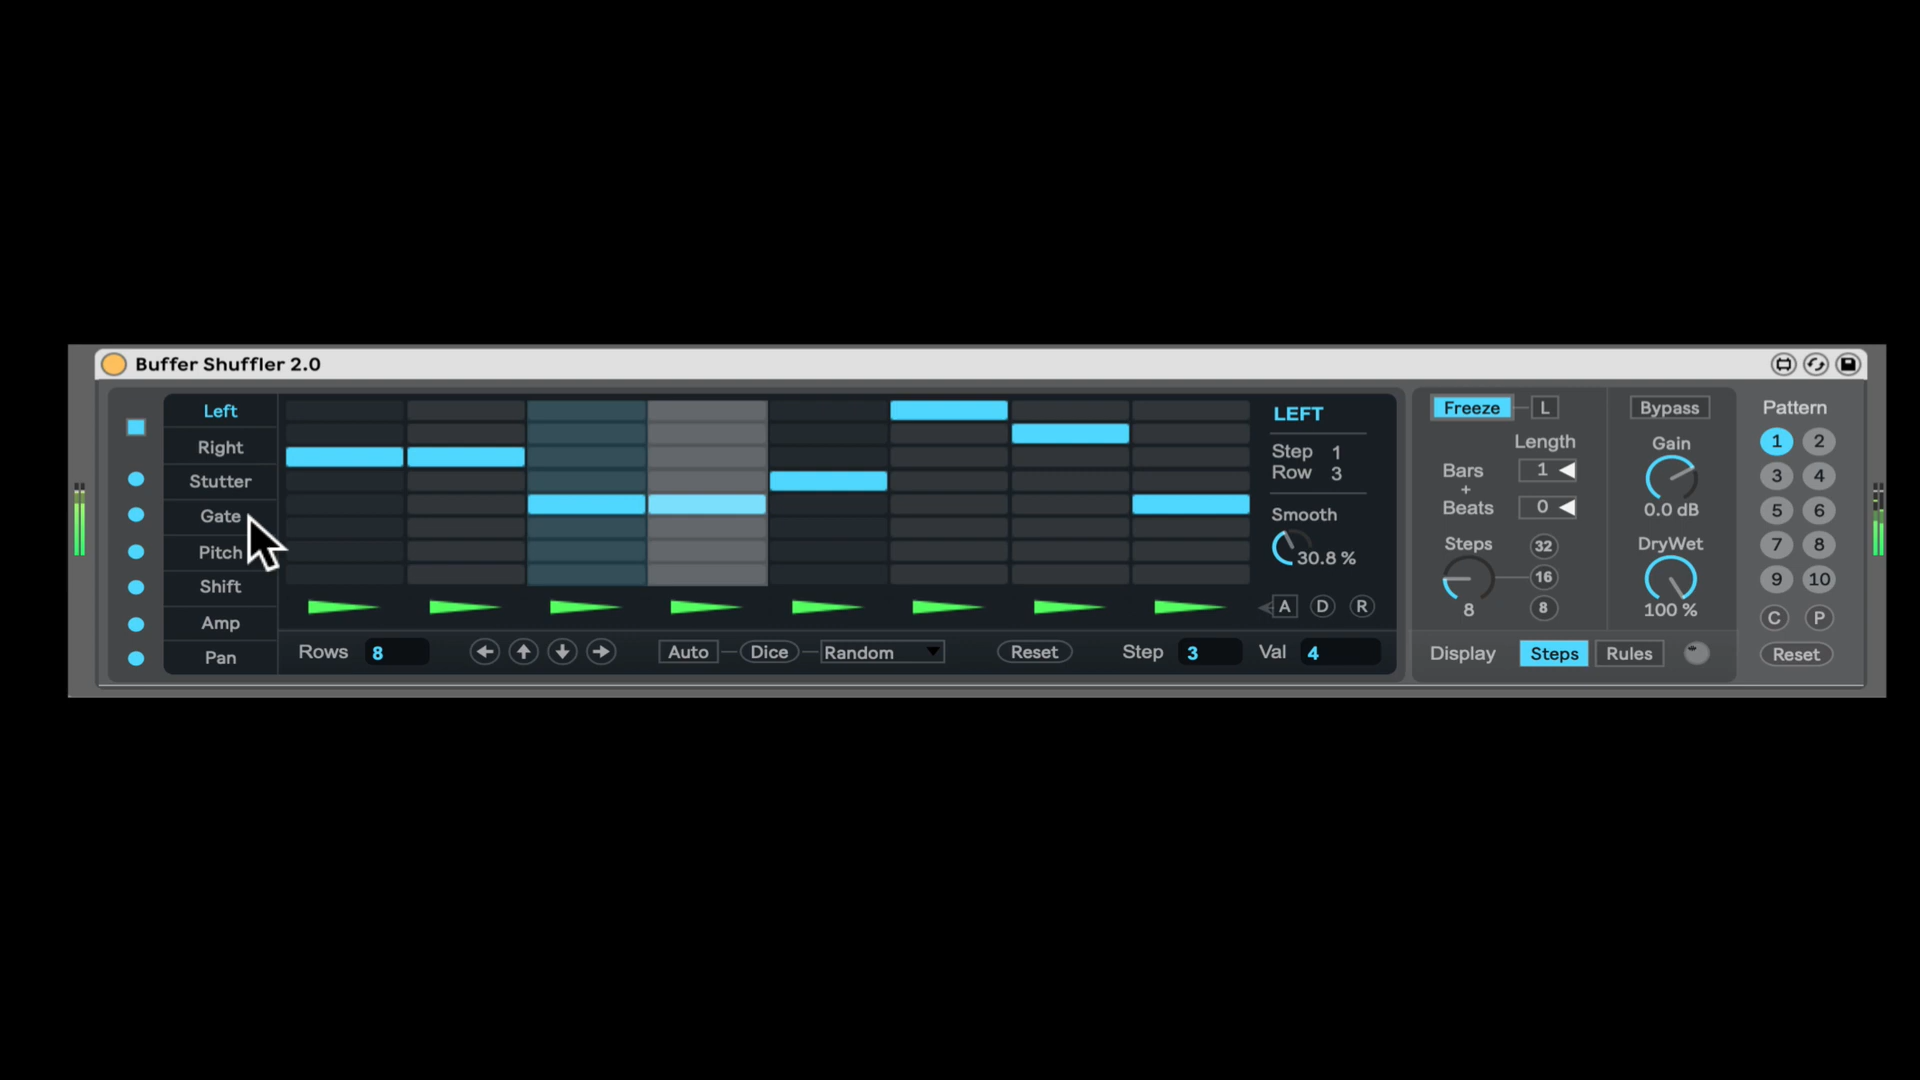 Buffer Shuffler 2.0
Left
Right
Stutter
Gate
Pitch
Shift
Amp
Pan
Rows 8
Auto Dice Random
Reset
Step 3 Val 4
LEFT
Step 1
Row 3
Smooth
30.8 %
A D R
Freeze L
Length
Bars 1
+
Beats 0
Steps
8
32
16
8
Bypass
Gain
0.0 dB
DryWet
100 %
Display Steps Rules
Pattern
1 2
3 4
5 6
7 8
9 10
C P
Reset